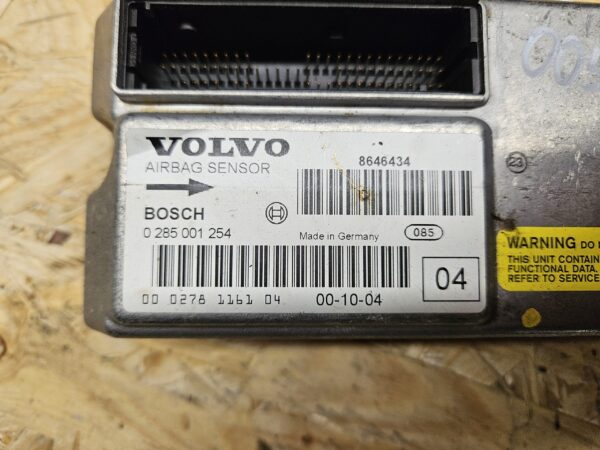 VOLVO
AIRBAG SENSOR
8646434
BOSCH
0 285 001 254
Made in Germany
085
00 0278 1161 04
00-10-04
04
23
WARNING DO
THIS UNIT CONTAIN
FUNCTIONAL DATA.
REFER TO SERVICE